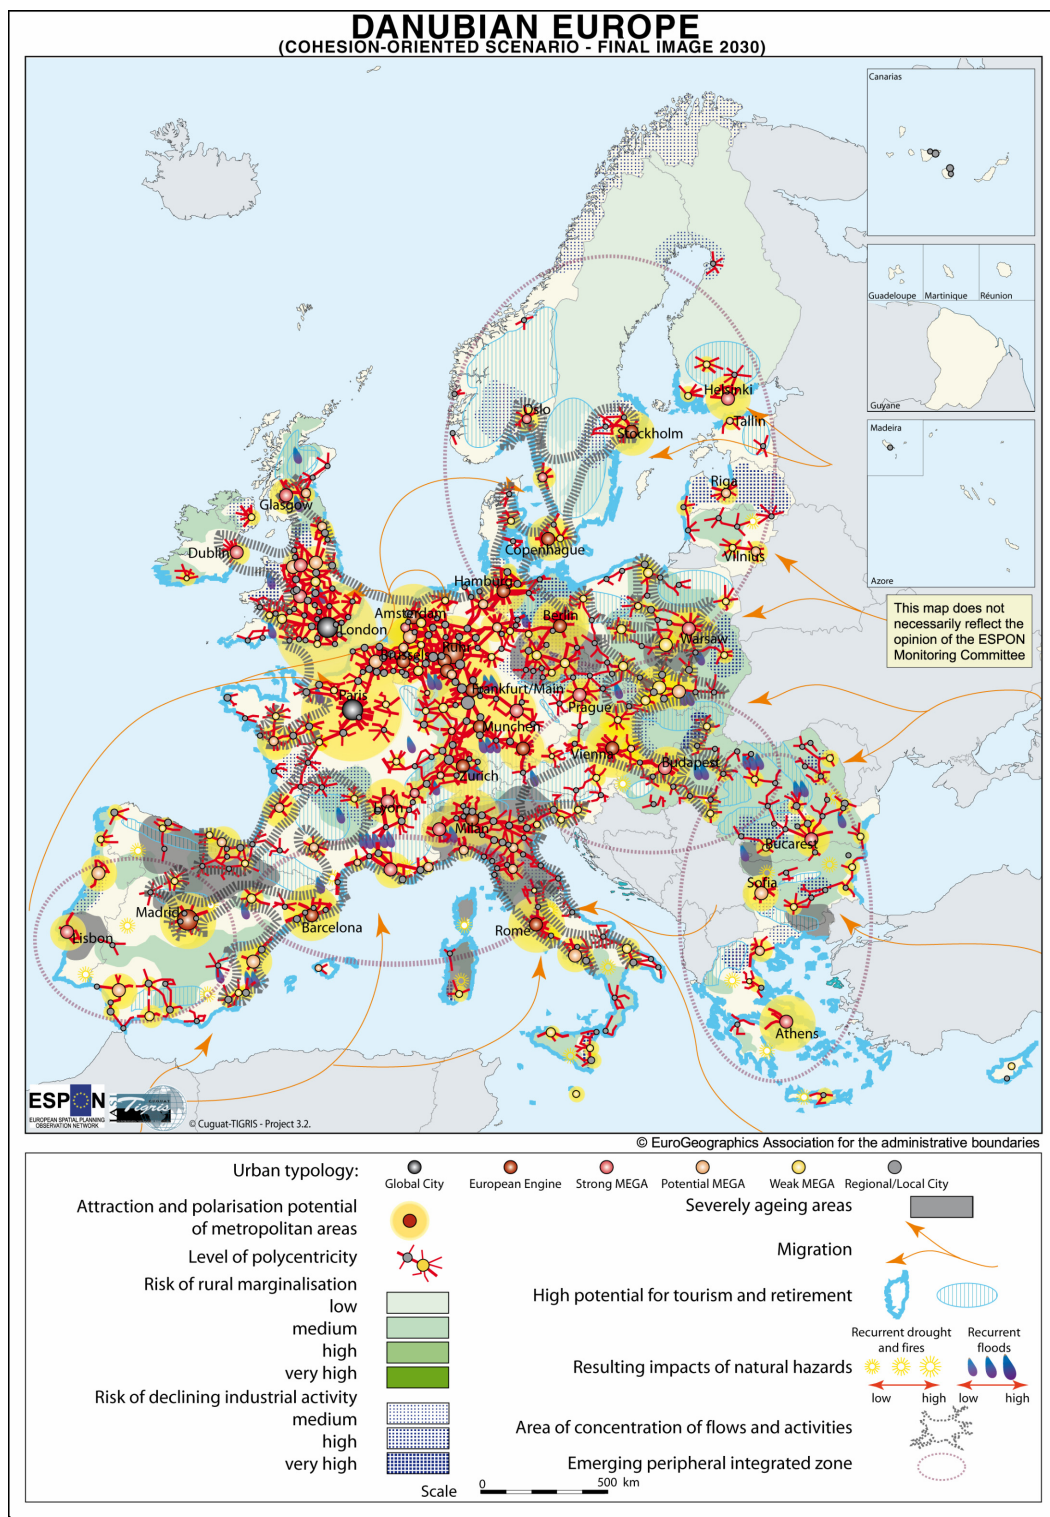 DANUBIAN EUROPE
(COHESION-ORIENTED SCENARIO - FINAL IMAGE 2030)
Canarias
Guadeloupe
Martinique
Réunion
Guyane
Madeira
Azore
This map does not
necessarily reflect the
opinion of the ESPON
Monitoring Committee
Helsinki
Oslo
Tallin
Stockholm
Riga
Glasgow
Dublin
Copenhague
Vilnius
Hamburg
Amsterdam
Berlin
London
Warsaw
Brussels
Ruhr
Paris
Frankfurt/Main
Prague
Munchen
Vienna
Budapest
Zurich
Lyon
Milan
Bucarest
Sofia
Madrid
Barcelona
Lisbon
Rome
Athens
ESPON
EUROPEAN SPATIAL PLANNING
OBSERVATION NETWORK
Tigris
© Cuguat-TIGRIS - Project 3.2.
© EuroGeographics Association for the administrative boundaries
Urban typology:
Global City
European Engine
Strong MEGA
Potential MEGA
Weak MEGA
Regional/Local City
Attraction and polarisation potential
of metropolitan areas
Level of polycentricity
Risk of rural marginalisation
low
medium
high
very high
Risk of declining industrial activity
medium
high
very high
Scale
0
500 km
Severely ageing areas
Migration
High potential for tourism and retirement
Recurrent drought
and fires
Recurrent
floods
Resulting impacts of natural hazards
low
high
low
high
Area of concentration of flows and activities
Emerging peripheral integrated zone